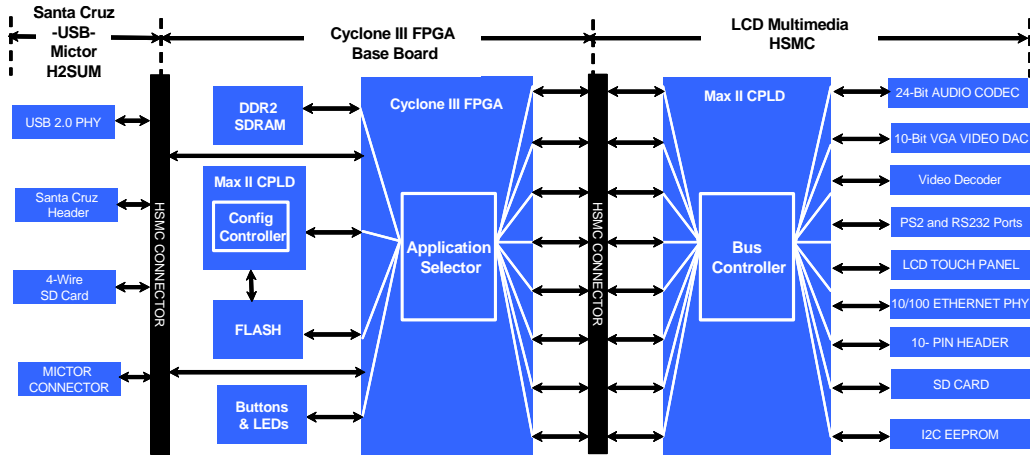 Santa Cruz
-USB-
Mictor
H2SUM
Cyclone III FPGA
Base Board
LCD Multimedia
HSMC
USB 2.0 PHY
Santa Cruz
Header
4-Wire
SD Card
MICTOR
CONNECTOR
HSMC CONNECTOR
DDR2
SDRAM
Max II CPLD
Config
Controller
FLASH
Buttons
& LEDs
Cyclone III FPGA
Application
Selector
HSMC CONNECTOR
Max II CPLD
Bus
Controller
24-Bit AUDIO CODEC
10-Bit VGA VIDEO DAC
Video Decoder
PS2 and RS232 Ports
LCD TOUCH PANEL
10/100 ETHERNET PHY
10- PIN HEADER
SD CARD
I2C EEPROM